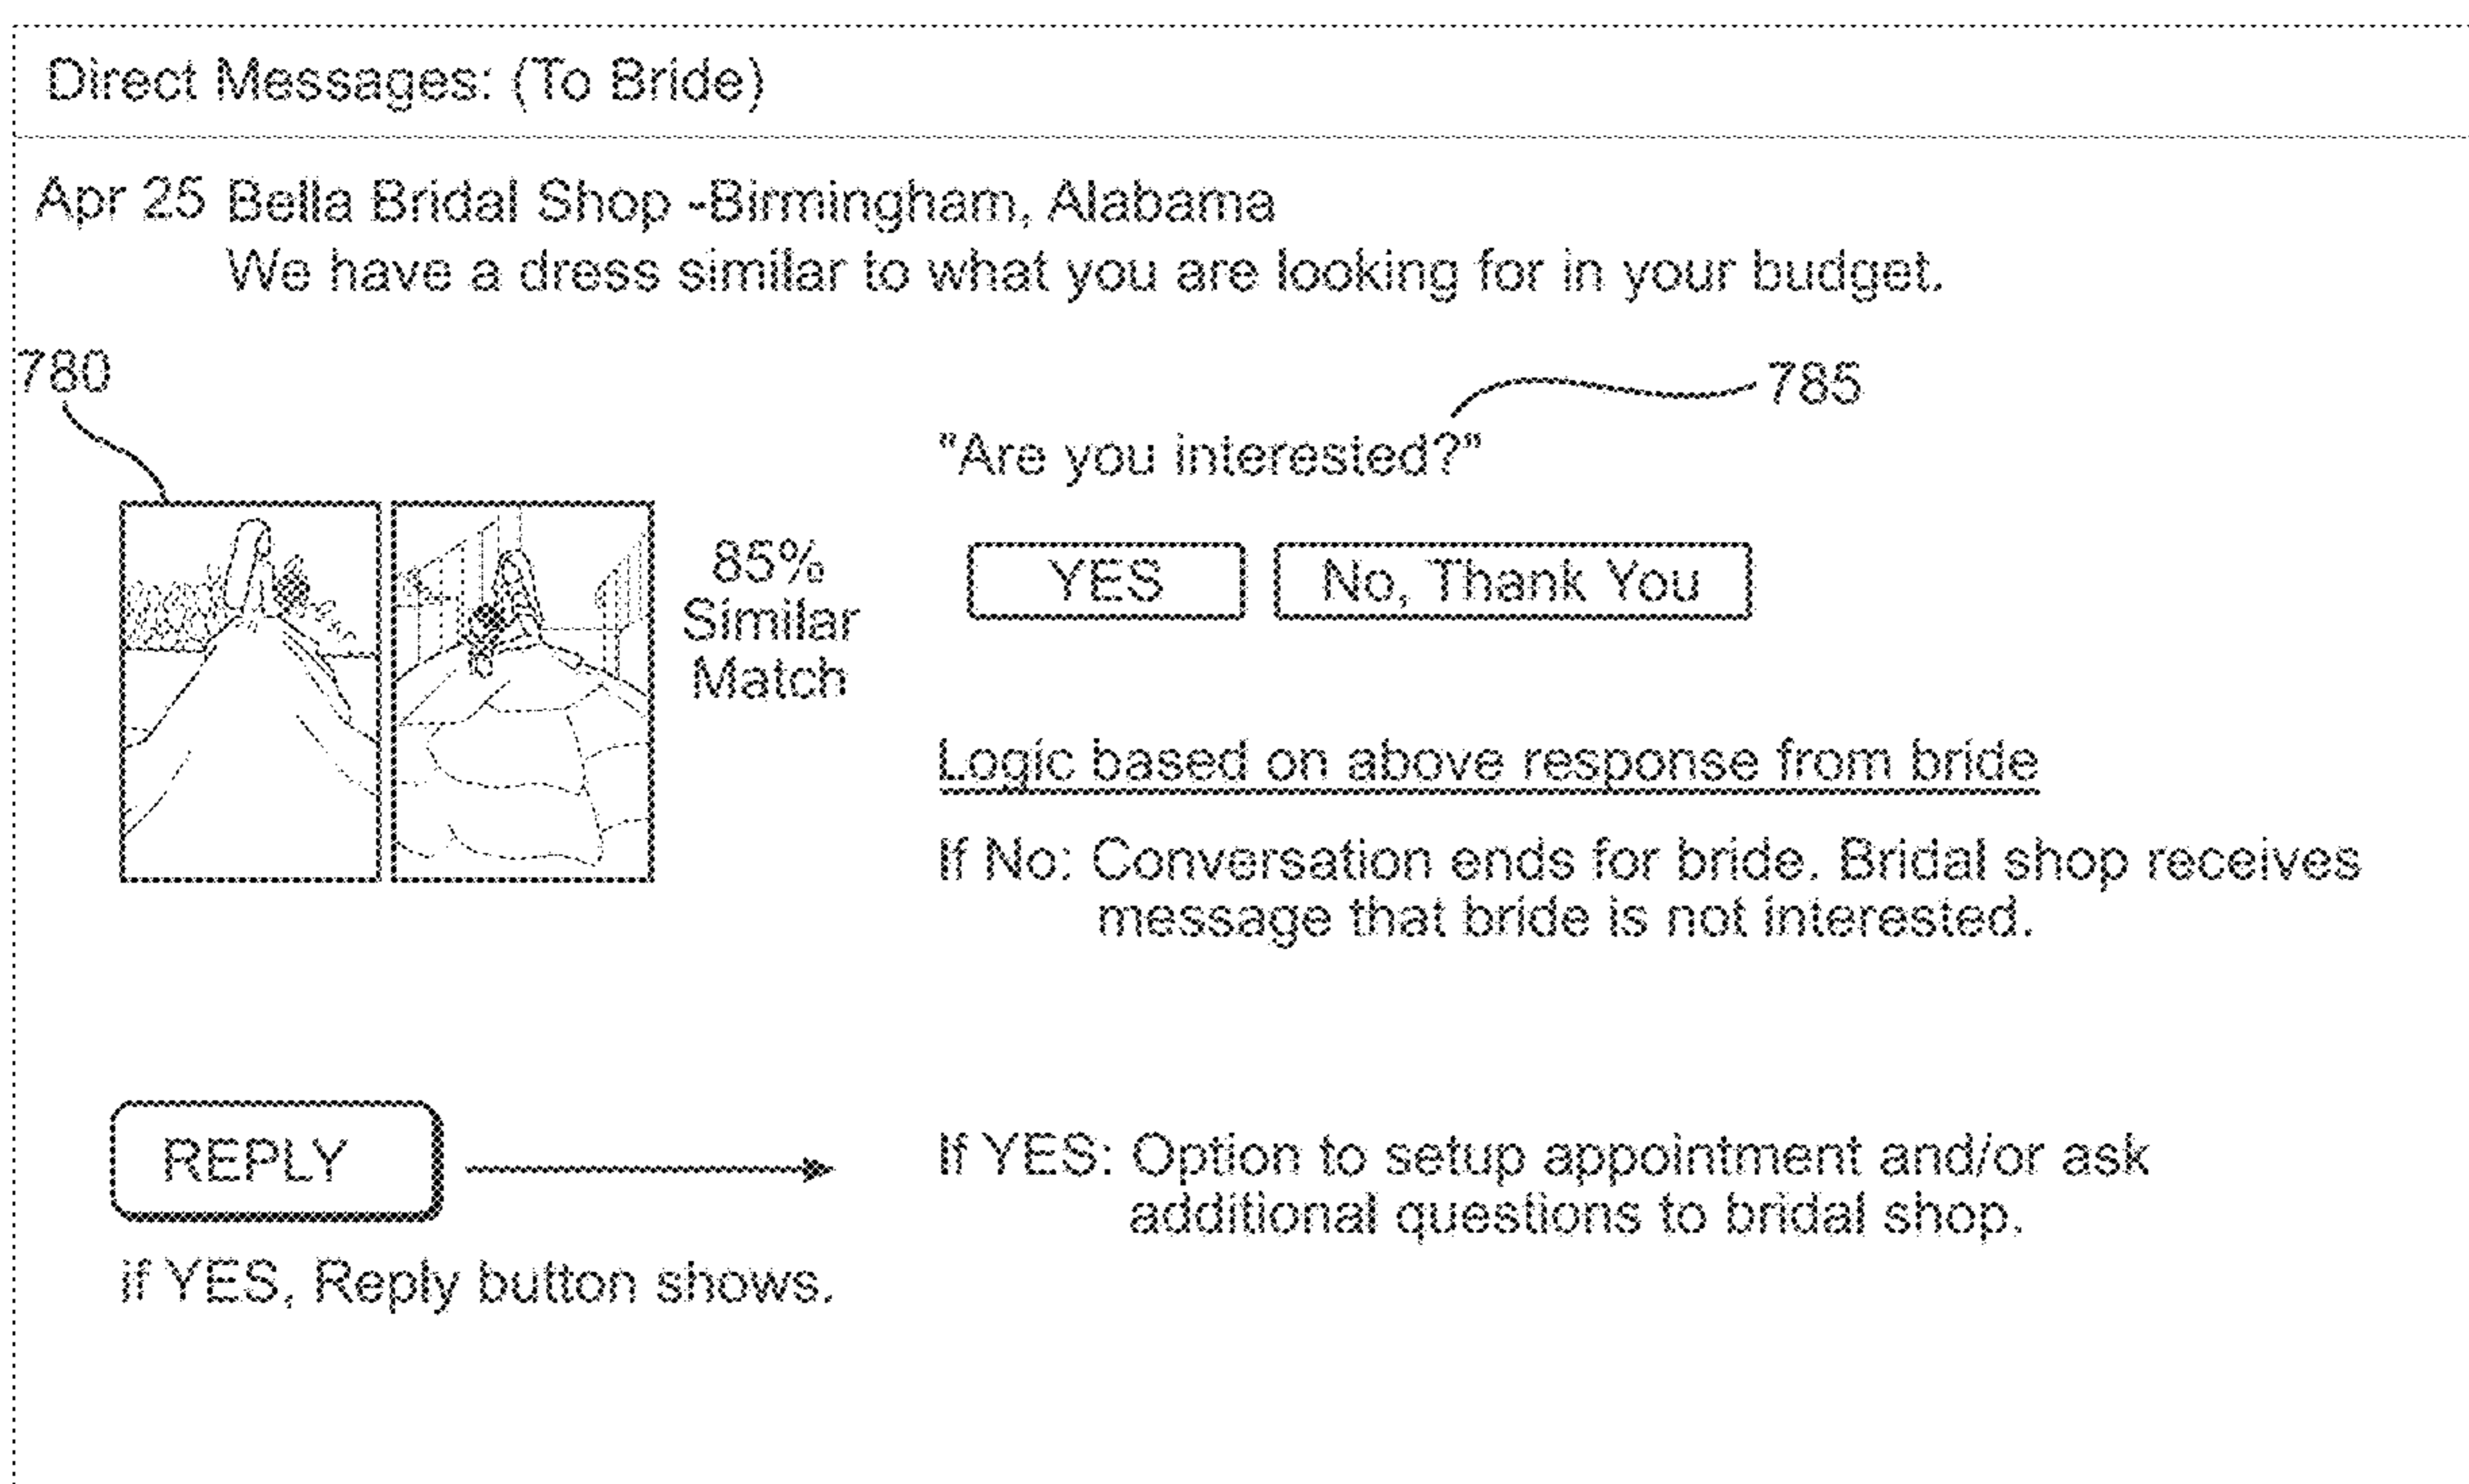 Direct Messages: (To Bride)
Apr 25 Bella Bridal Shop -Birmingham, Alabama
We have a dress similar to what you are looking for in your budget.
780
785
"Are you interested?"
85%
Similar
Match
YES
No, Thank You
Logic based on above response from bride
If No: Conversation ends for bride. Bridal shop receives
message that bride is not interested.
REPLY
if YES, Reply button shows.
If YES: Option to setup appointment and/or ask
additional questions to bridal shop.